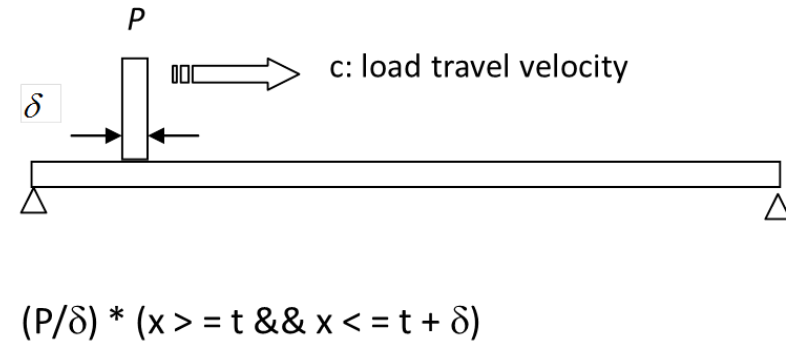 P
c: load travel velocity
δ
(P/δ) * (x > = t && x < = t + δ)